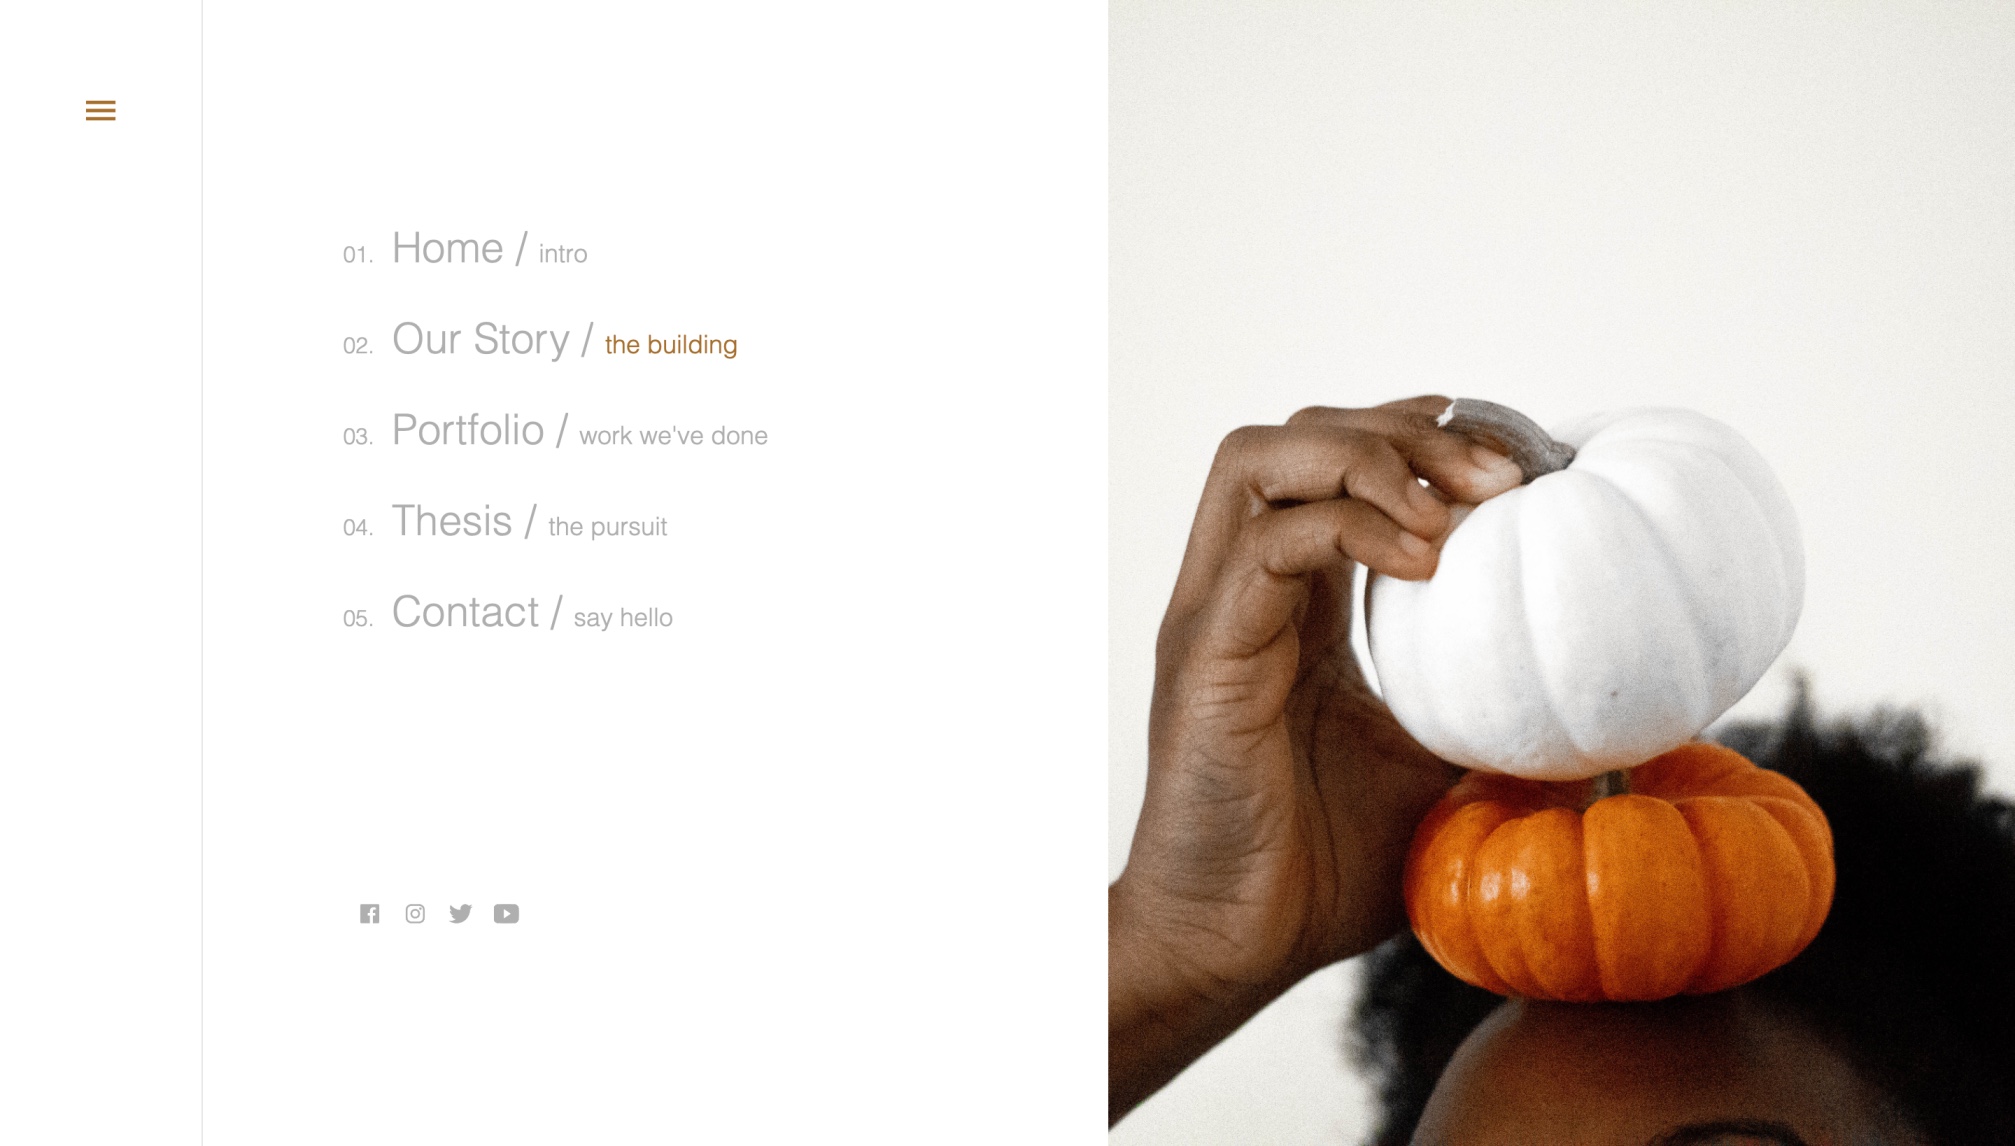 01. Home / intro
02. Our Story / the building
03. Portfolio / work we've done
04. Thesis / the pursuit
05. Contact / say hello